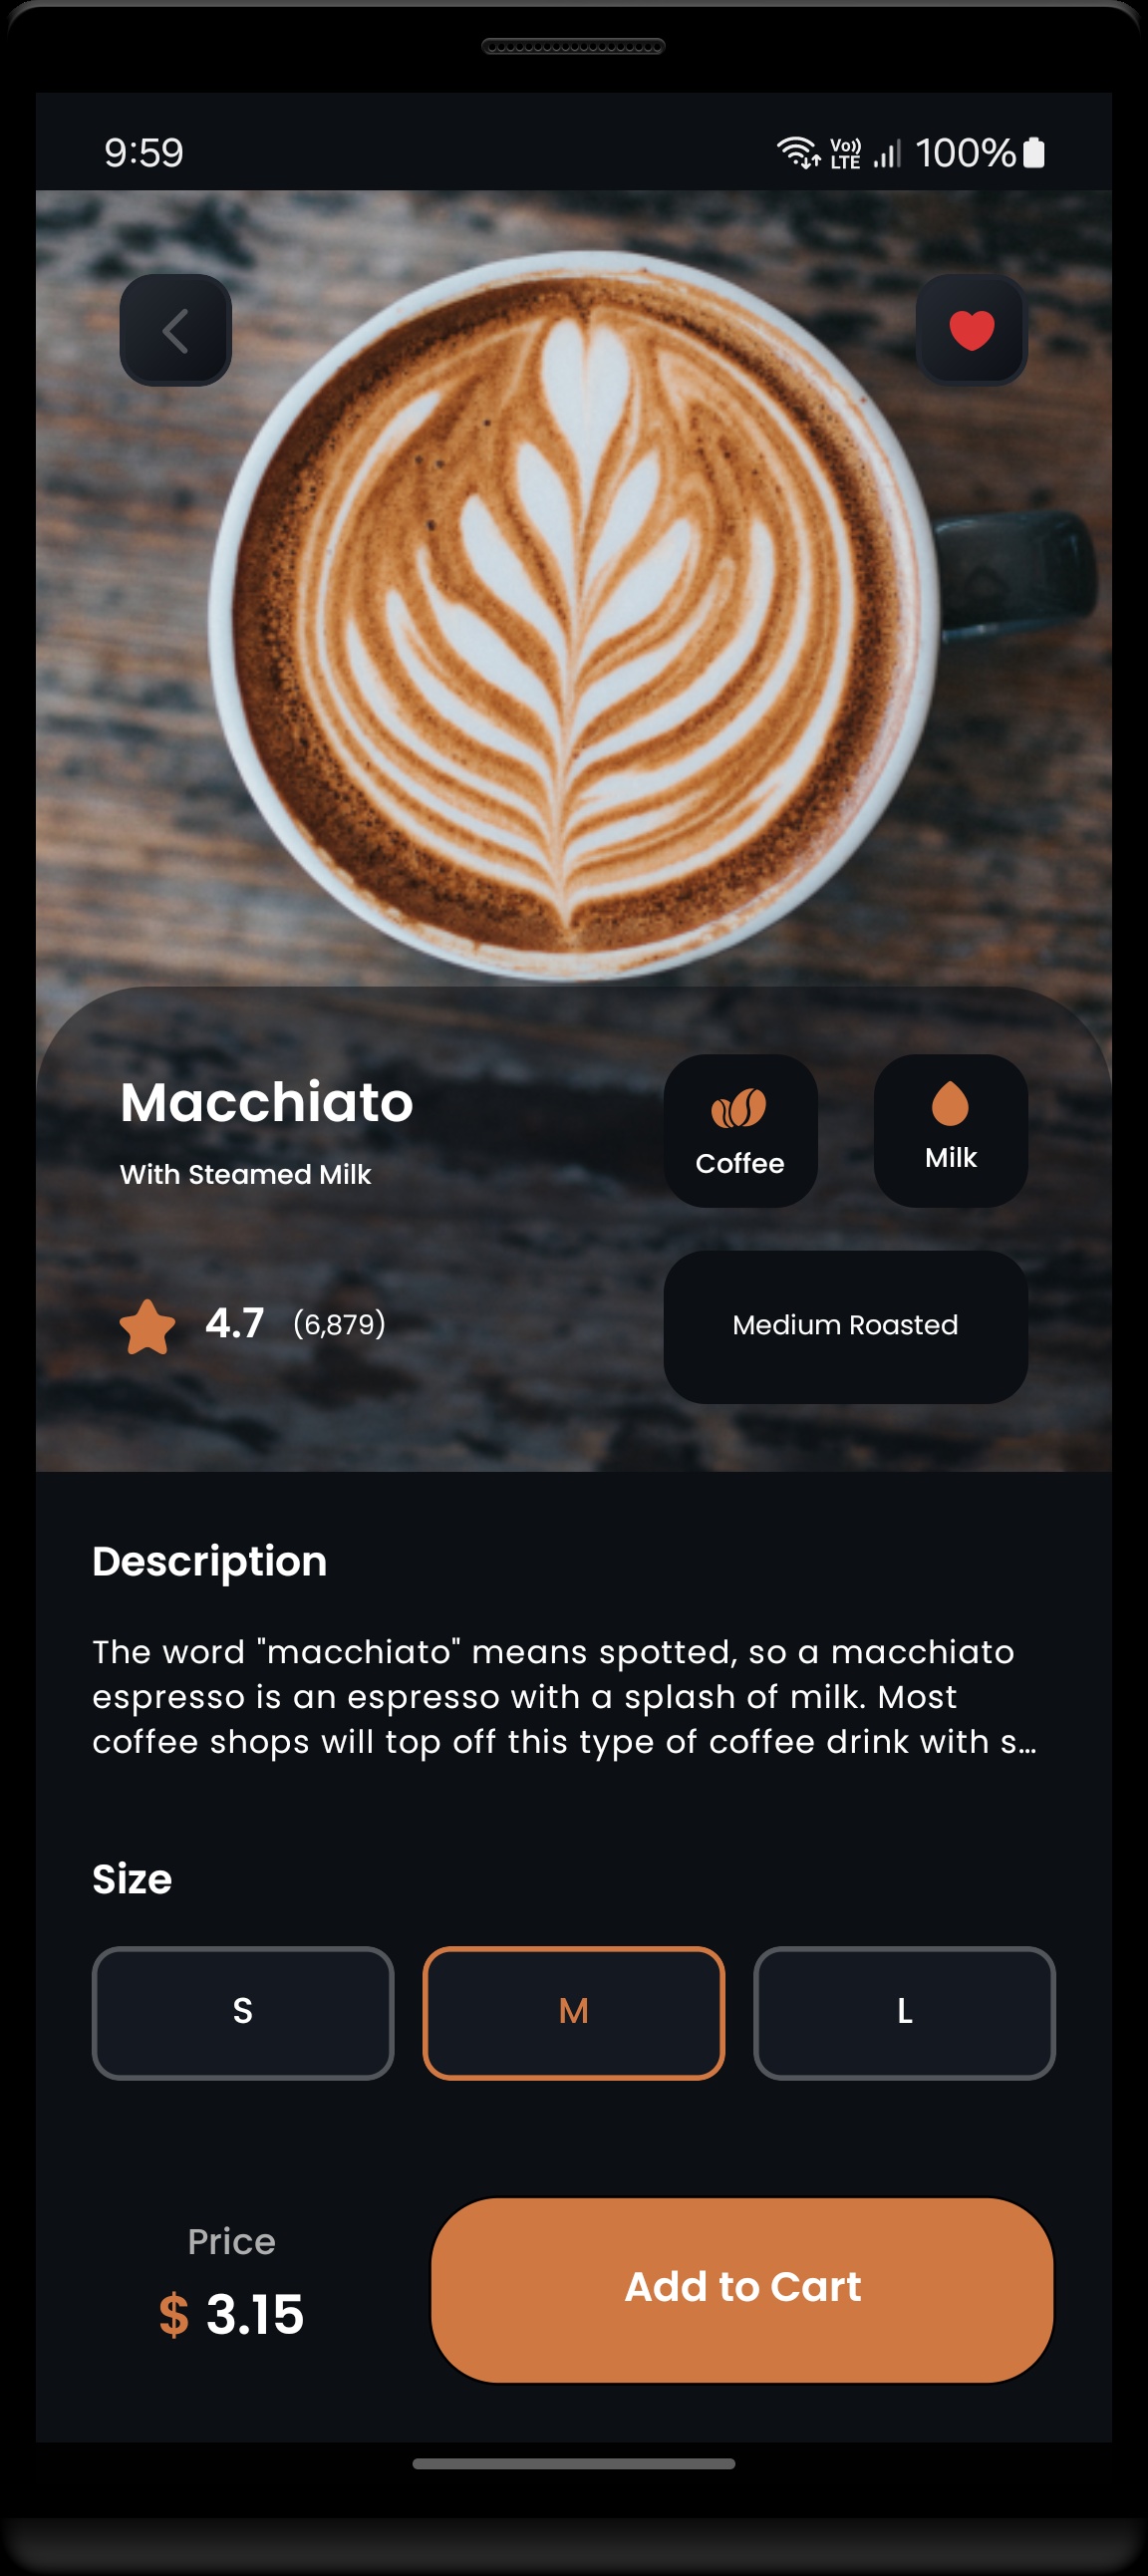 9:59
Vo))
LTE
100%
Macchiato
With Steamed Milk
Coffee
Milk
4.7 (6,879)
Medium Roasted
Description
The word "macchiato" means spotted, so a macchiato
espresso is an espresso with a splash of milk. Most
coffee shops will top off this type of coffee drink with s...
Size
S
M
L
Price
$ 3.15
Add to Cart